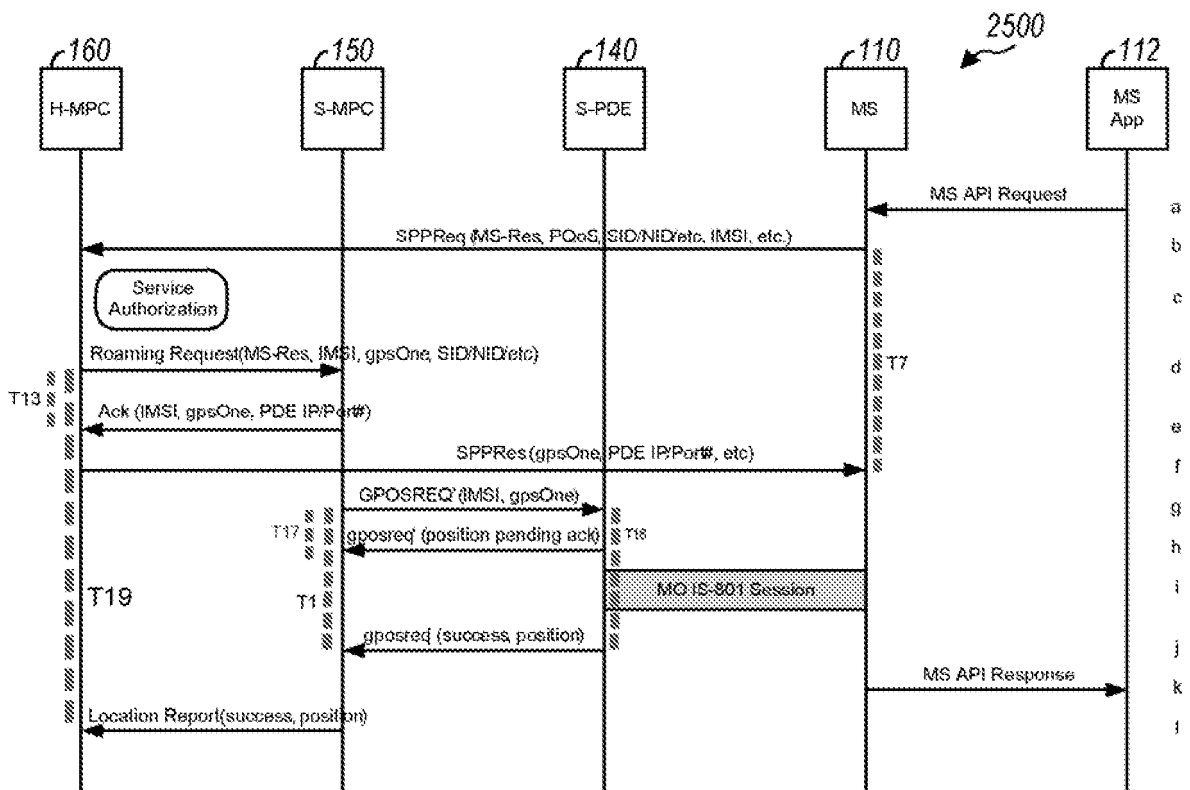 2500
160
150
140
110
112
H-MPC
S-MPC
S-PDE
MS
MS
App
MS API Request
a
SPPReq (MS-Res, PQoS, SID/NID/etc, IMSI, etc.)
b
Service
Authorization
c
Roaming Request(MS-Res, IMSI, gpsOne, SID/NID/etc)
d
T7
T13
Ack (IMSI, gpsOne, PDE IP/Port#)
e
SPPRes (gpsOne, PDE IP/Port#, etc)
f
GPOSREQ' (IMSI, gpsOne)
g
T17
gposreq' (position pending ack)
T16
h
MO IS-801 Session
i
T19
T1
gposreq' (success, position)
j
MS API Response
k
Location Report(success, position)
l